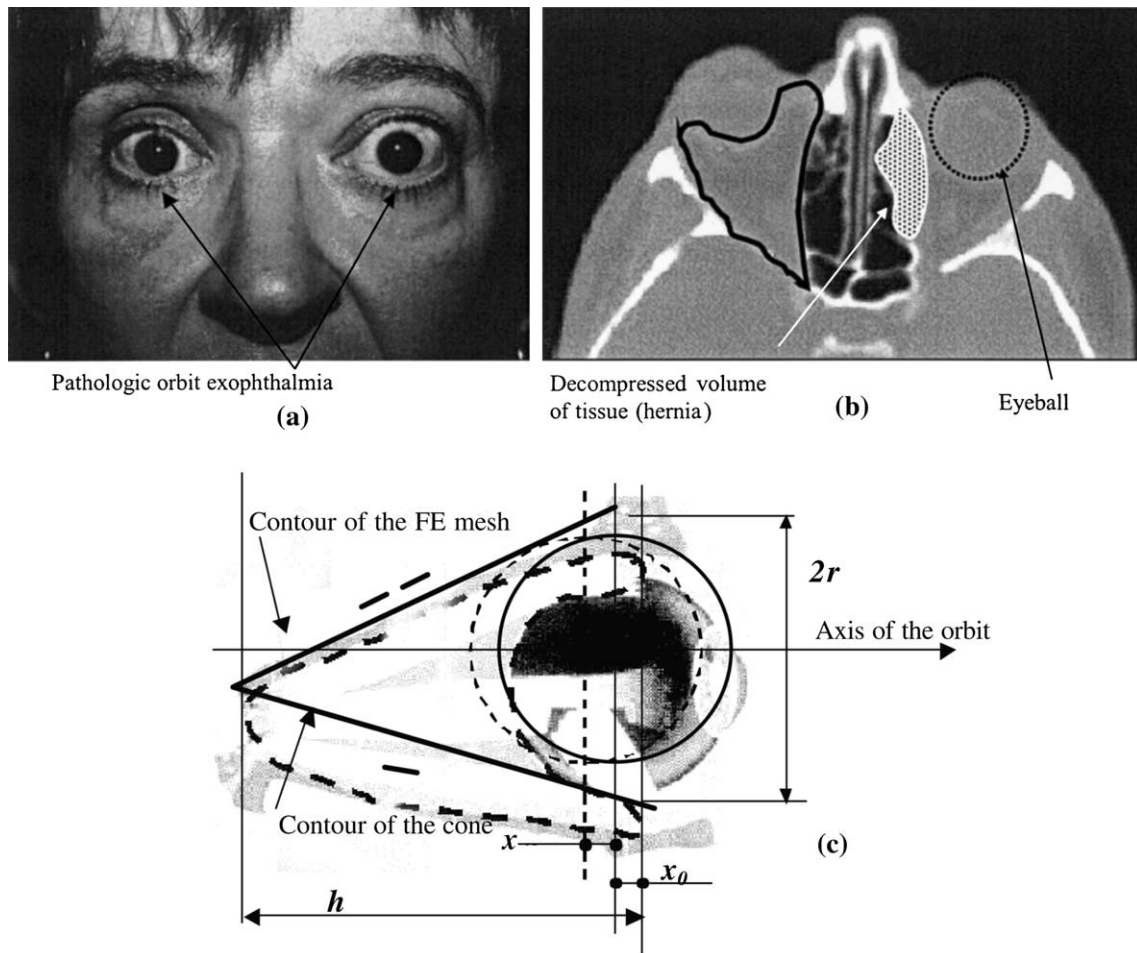 Pathologic orbit exophthalmia
(a)
Decompressed volume
of tissue (hernia)
(b)
Eyeball
Contour of the FE mesh
2r
Axis of the orbit
Contour of the cone
x
(c)
x₀
h